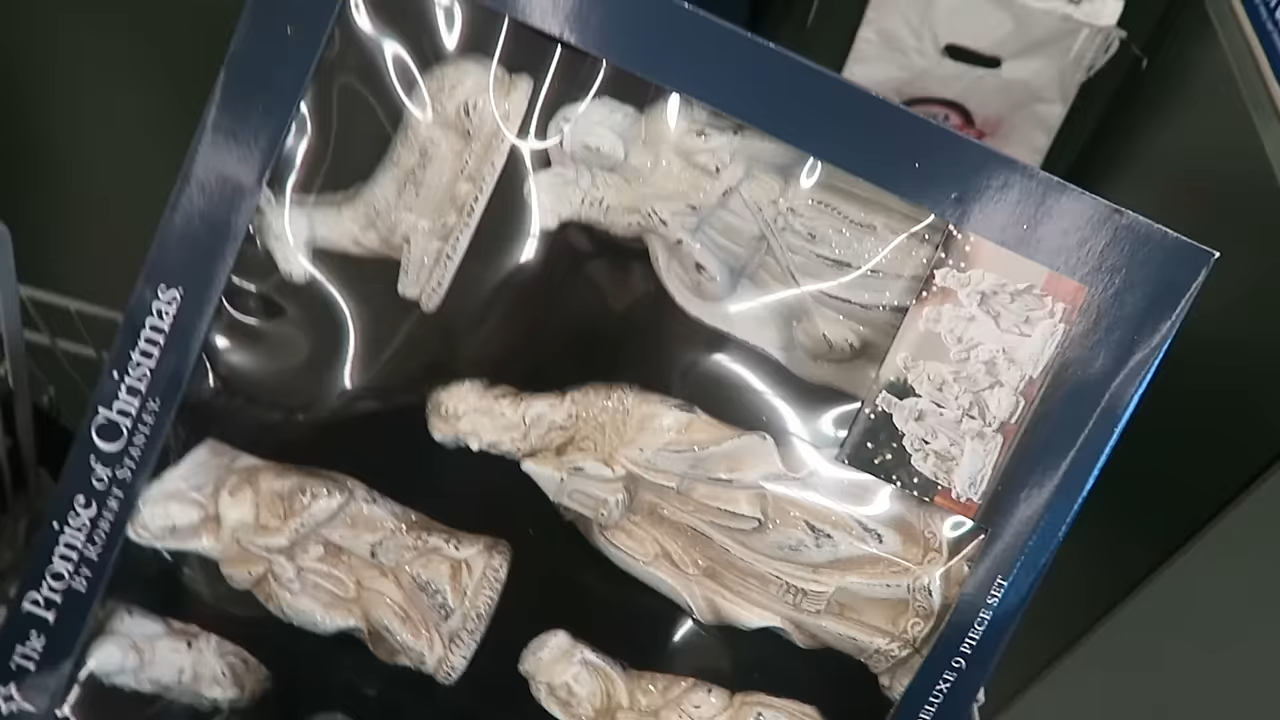 The Promise of Christmas
BY ROBERT STANLEY
DELUXE 9 PIECE SET